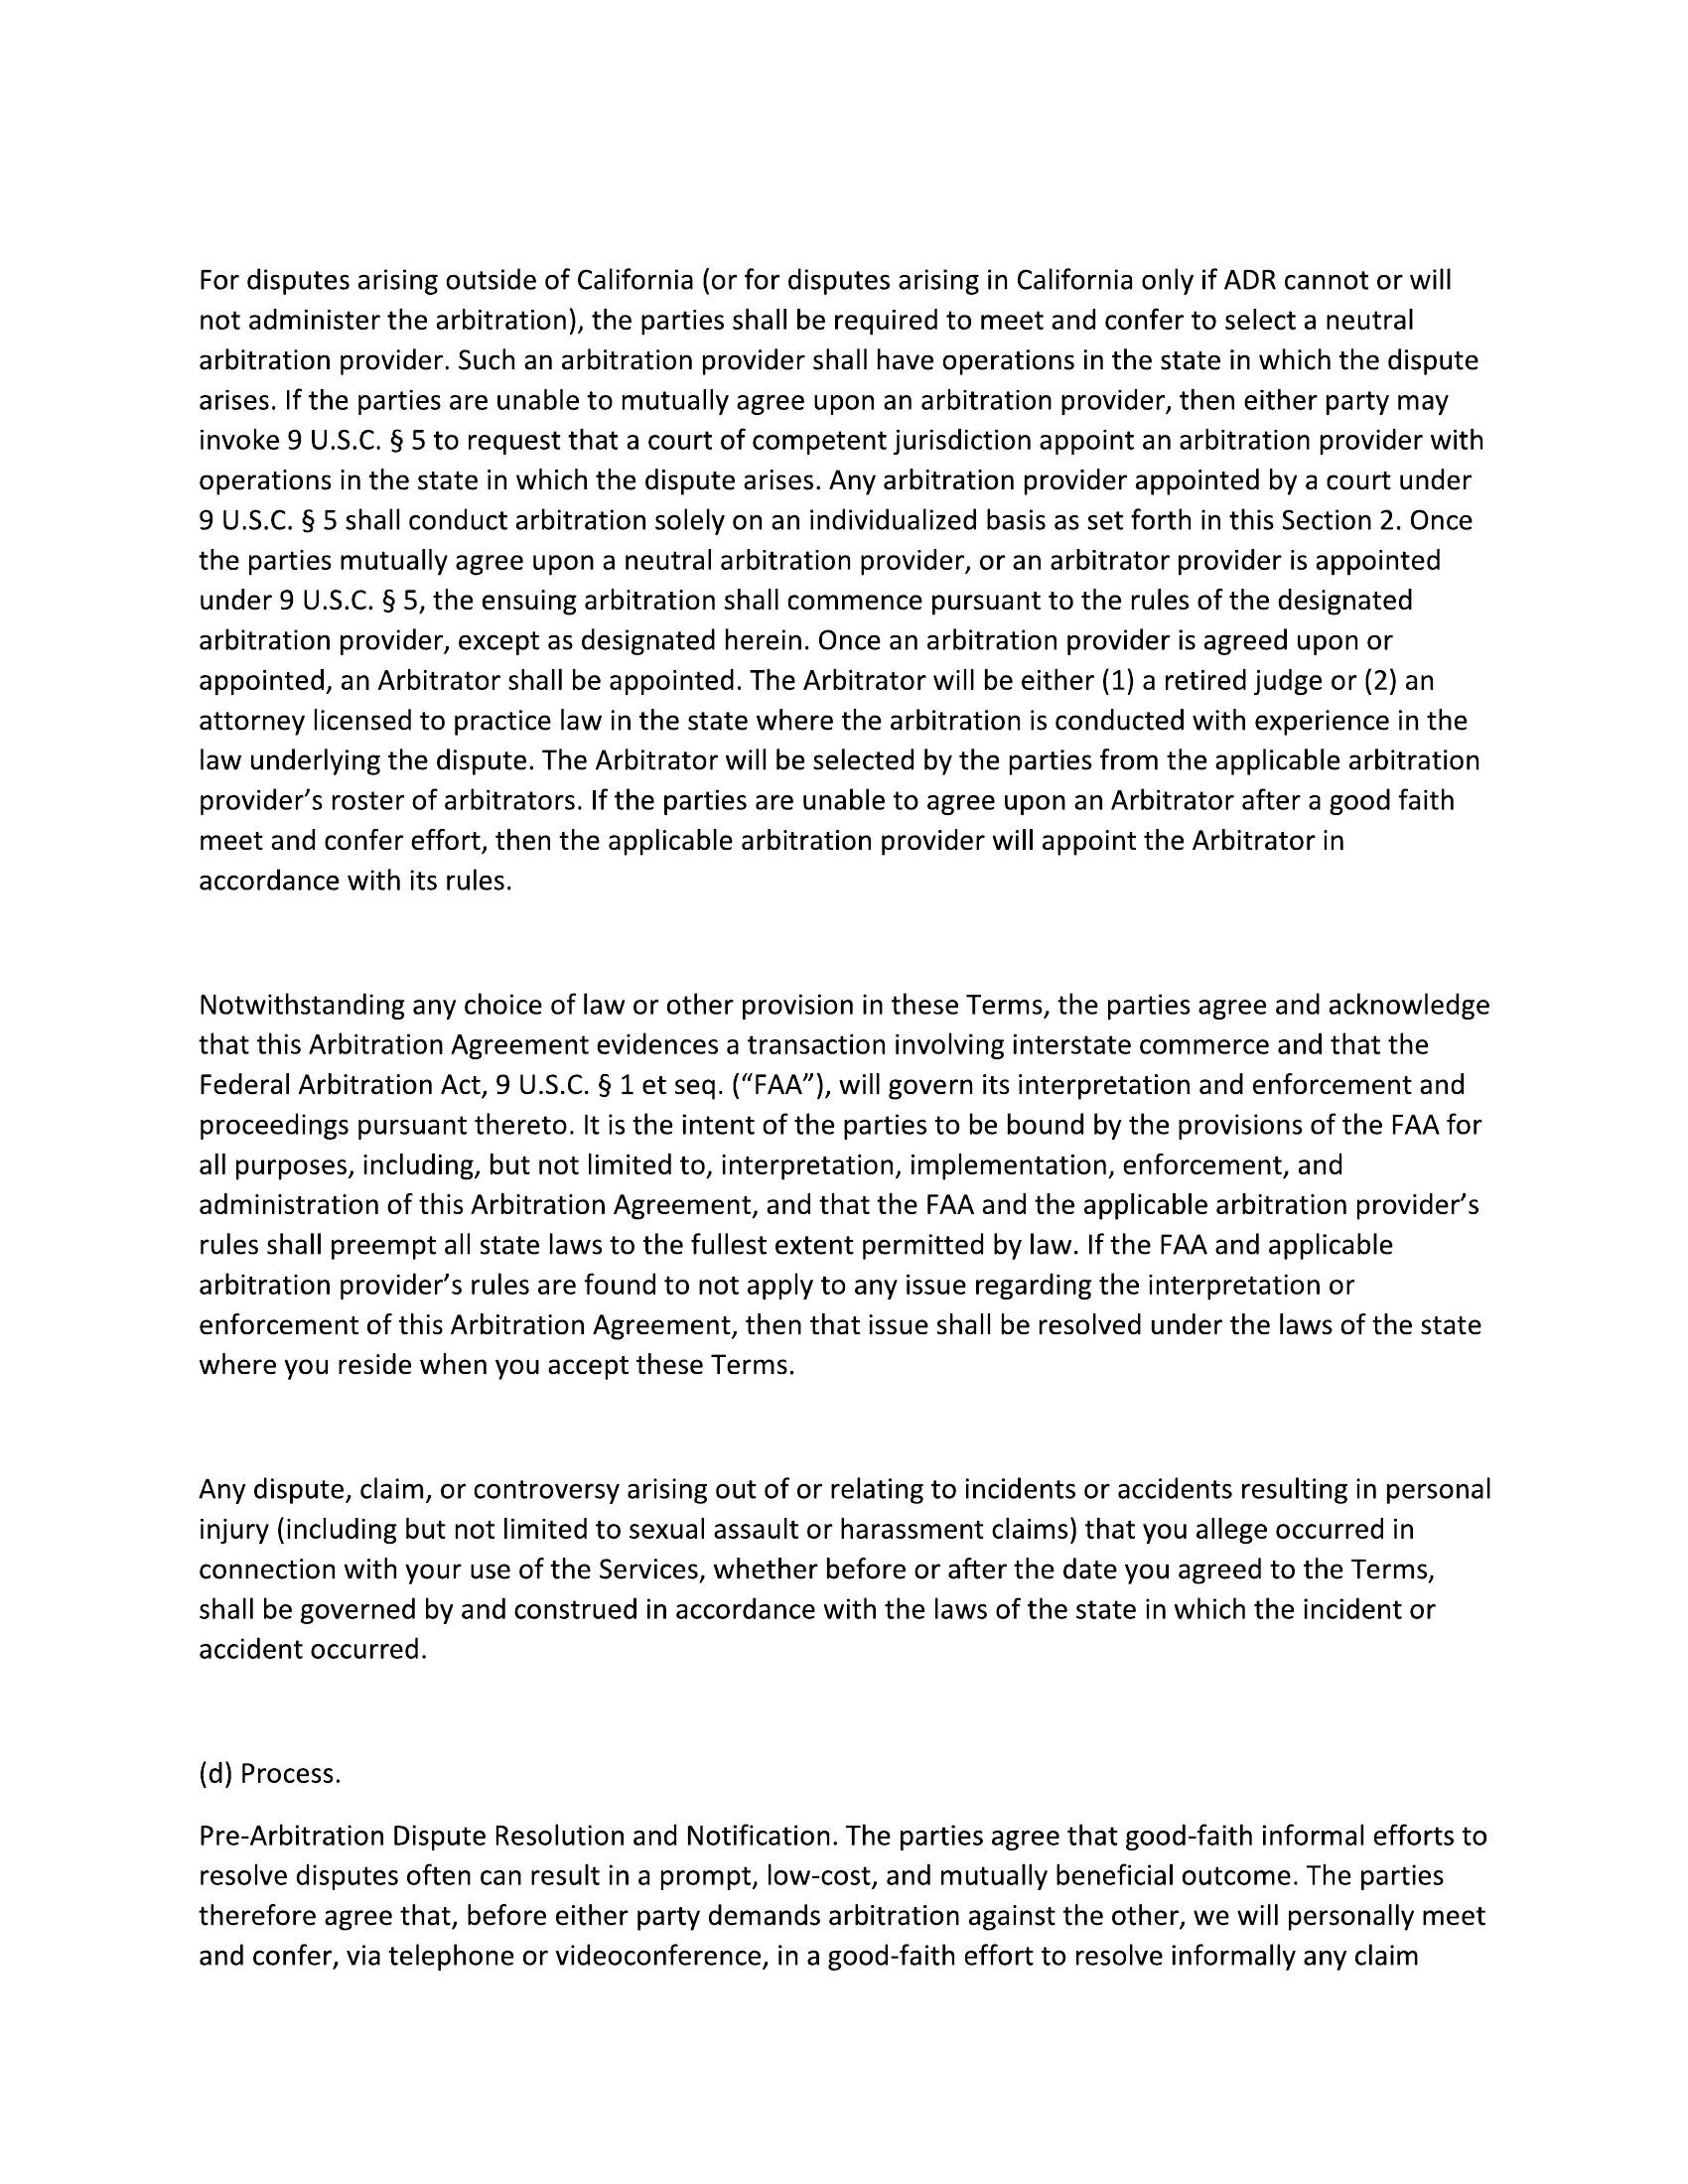 For disputes arising outside of California (or for disputes arising in California only if ADR cannot or will
not administer the arbitration), the parties shall be required to meet and confer to select a neutral
arbitration provider. Such an arbitration provider shall have operations in the state in which the dispute
arises. If the parties are unable to mutually agree upon an arbitration provider, then either party may
invoke 9 U.S.C. § 5 to request that a court of competent jurisdiction appoint an arbitration provider with
operations in the state in which the dispute arises. Any arbitration provider appointed by a court under
9 U.S.C. § 5 shall conduct arbitration solely on an individualized basis as set forth in this Section 2. Once
the parties mutually agree upon a neutral arbitration provider, or an arbitrator provider is appointed
under 9 U.S.C. § 5, the ensuing arbitration shall commence pursuant to the rules of the designated
arbitration provider, except as designated herein. Once an arbitration provider is agreed upon or
appointed, an Arbitrator shall be appointed. The Arbitrator will be either (1) a retired judge or (2) an
attorney licensed to practice law in the state where the arbitration is conducted with experience in the
law underlying the dispute. The Arbitrator will be selected by the parties from the applicable arbitration
provider’s roster of arbitrators. If the parties are unable to agree upon an Arbitrator after a good faith
meet and confer effort, then the applicable arbitration provider will appoint the Arbitrator in
accordance with its rules.
Notwithstanding any choice of law or other provision in these Terms, the parties agree and acknowledge
that this Arbitration Agreement evidences a transaction involving interstate commerce and that the
Federal Arbitration Act, 9 U.S.C. § 1 et seq. (“FAA”), will govern its interpretation and enforcement and
proceedings pursuant thereto. It is the intent of the parties to be bound by the provisions of the FAA for
all purposes, including, but not limited to, interpretation, implementation, enforcement, and
administration of this Arbitration Agreement, and that the FAA and the applicable arbitration provider’s
rules shall preempt all state laws to the fullest extent permitted by law. If the FAA and applicable
arbitration provider’s rules are found to not apply to any issue regarding the interpretation or
enforcement of this Arbitration Agreement, then that issue shall be resolved under the laws of the state
where you reside when you accept these Terms.
Any dispute, claim, or controversy arising out of or relating to incidents or accidents resulting in personal
injury (including but not limited to sexual assault or harassment claims) that you allege occurred in
connection with your use of the Services, whether before or after the date you agreed to the Terms,
shall be governed by and construed in accordance with the laws of the state in which the incident or
accident occurred.
(d) Process.
Pre-Arbitration Dispute Resolution and Notification. The parties agree that good-faith informal efforts to
resolve disputes often can result in a prompt, low-cost, and mutually beneficial outcome. The parties
therefore agree that, before either party demands arbitration against the other, we will personally meet
and confer, via telephone or videoconference, in a good-faith effort to resolve informally any claim